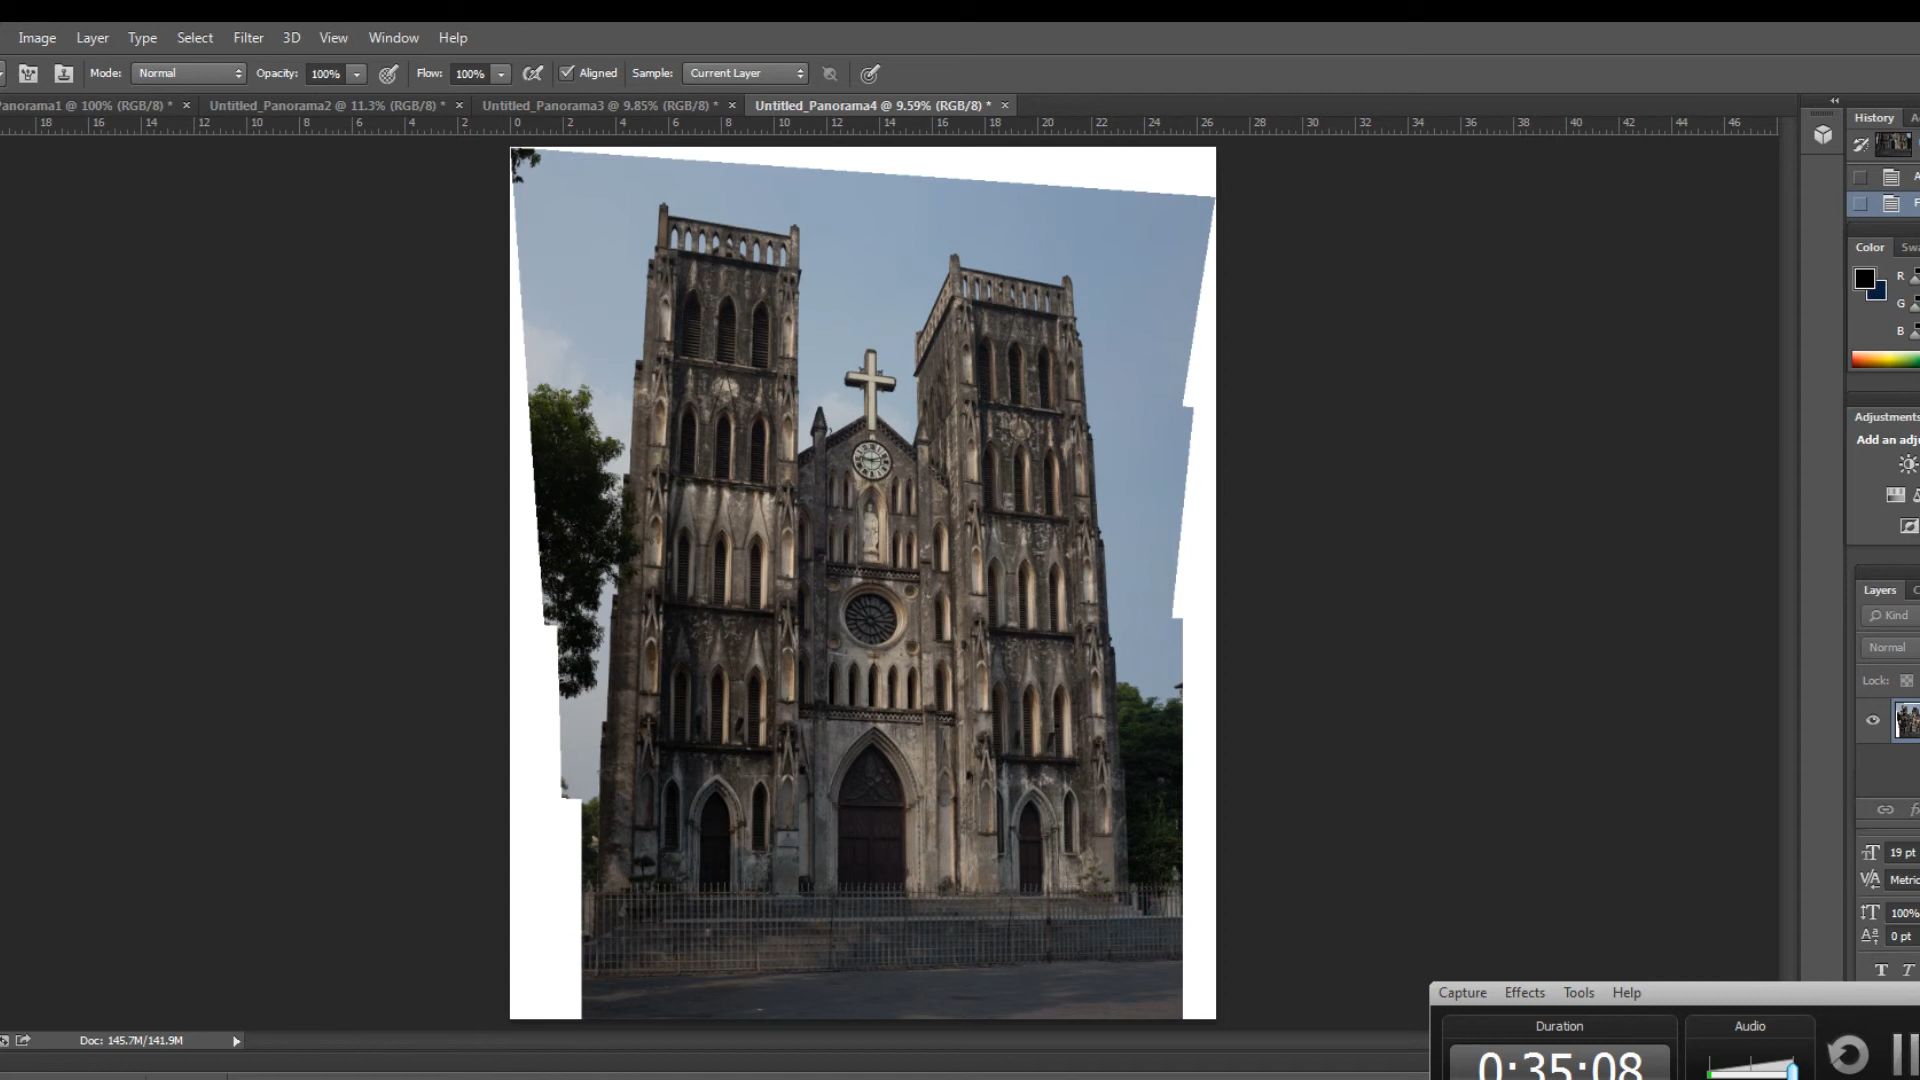 Image Layer Type Select Filter 3D View Window Help
Mode: Normal Opacity: 100% Flow: 100% Aligned Sample: Current Layer
anorama1 @ 100% (RGB/8) * × Untitled_Panorama2 @ 11.3% (RGB/8) * × Untitled_Panorama3 @ 9.85% (RGB/8) * × Untitled_Panorama4 @ 9.59% (RGB/8) * ×
18 16 14 12 10 8 6 4 2 0 2 4 6 8 10 12 14 16 18 20 22 24 26 28 30 32 34 36 38 40 42 44 46
History A
A
F
Color Swa
R
G
B
Adjustments
Add an adj
Layers C
Kind
Normal
Lock:
fx
19 pt
Metric
100%
0 pt
T T
Doc: 145.7M/141.9M
Capture Effects Tools Help
Duration Audio
0:35:08